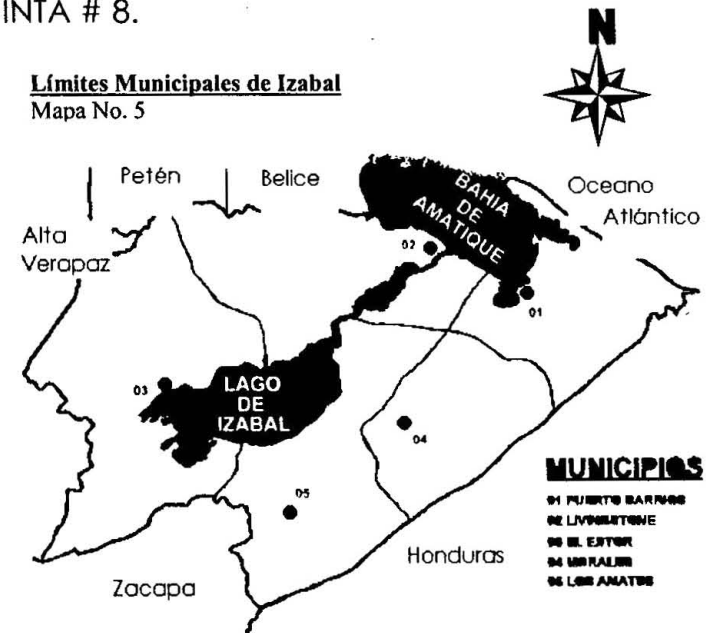 INTA # 8.
N
Límites Municipales de Izabal
Mapa No. 5
Petén
Belice
BAHIA
DE
AMATIQUE
Oceano
Atlántico
Alta
Verapaz
02
01
03
LAGO
DE
IZABAL
04
05
MUNICIPIOS
01 PUERTO BARRIOS
02 LIVINGSTONE
03 EL ESTOR
04 MORALES
05 LOS AMATES
Honduras
Zacapa